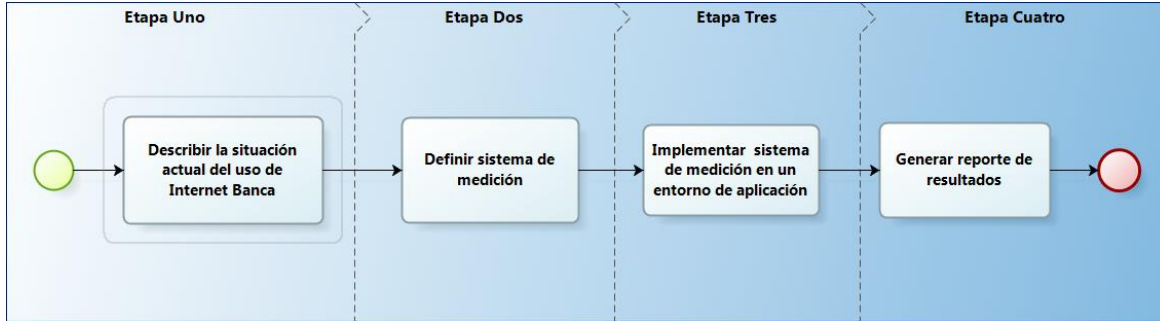 Etapa Uno
Etapa Dos
Etapa Tres
Etapa Cuatro
Describir la situación
actual del uso de
Internet Banca
Definir sistema de
medición
Implementar sistema
de medición en un
entorno de aplicación
Generar reporte de
resultados